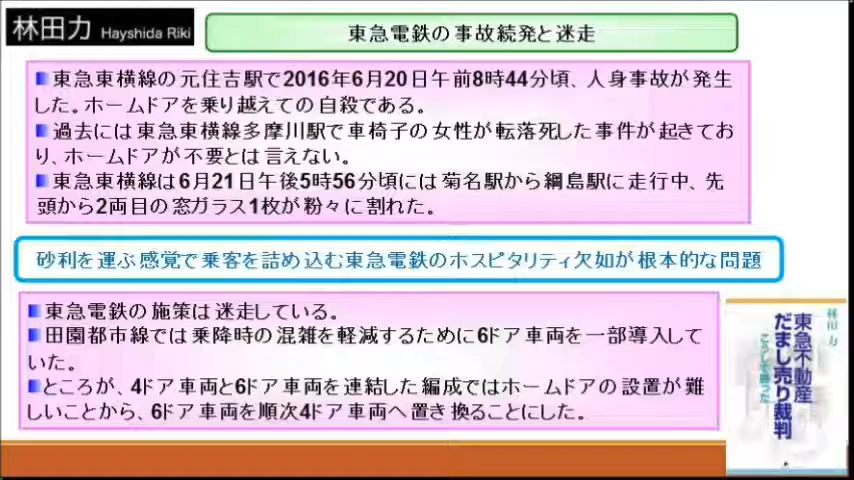 林田力 Hayshida Riki
東急電鉄の事故続発と迷走
東急東横線の元住吉駅で2016年6月20日午前8時44分頃、人身事故が発生
した。ホームドアを乗り越えての自殺である。
過去には東急東横線多摩川駅で車椅子の女性が転落死した事件が起きてお
り、ホームドアが不要とは言えない。
東急東横線は6月21日午後5時56分頃には菊名駅から綱島駅に走行中、先
頭から2両目の窓ガラス1枚が粉々に割れた。
砂利を運ぶ感覚で乗客を詰め込む東急電鉄のホスピタリティ欠如が根本的な問題
東急電鉄の施策は迷走している。
田園都市線では乗降時の混雑を軽減するために6ドア車両を一部導入して
いた。
ところが、4ドア車両と6ドア車両を連結した編成ではホームドアの設置が難
しいことから、6ドア車両を順次4ドア車両へ置き換ることにした。
林田 力
東急不動産
だまし売り裁判
こうして勝った